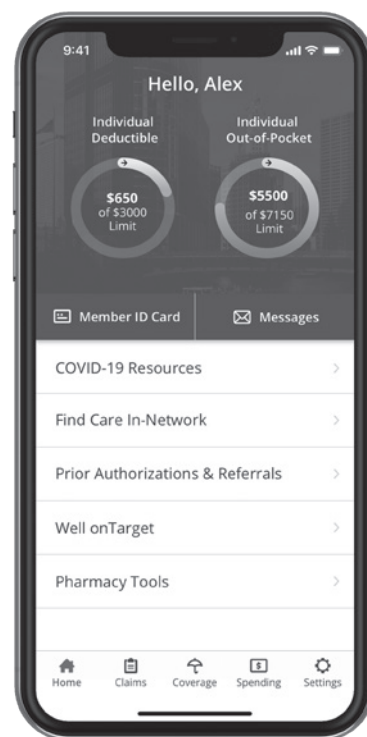 9:41
Hello, Alex
Individual
Deductible
$650
of $3000
Limit
Individual
Out-of-Pocket
$5500
of $7150
Limit
Member ID Card
Messages
COVID-19 Resources
Find Care In-Network
Prior Authorizations & Referrals
Well onTarget
Pharmacy Tools
Home
Claims
Coverage
Spending
Settings